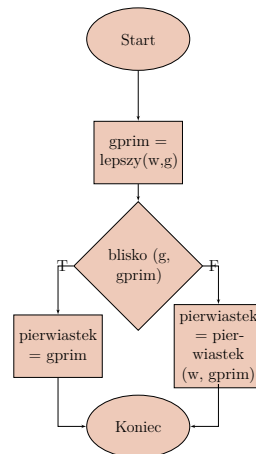 Start
gprim =
lepszy(w,g)
blisko (g,
gprim)
T
F
pierwiastek
= gprim
pierwiastek
= pier-
wiastek
(w, gprim)
Koniec